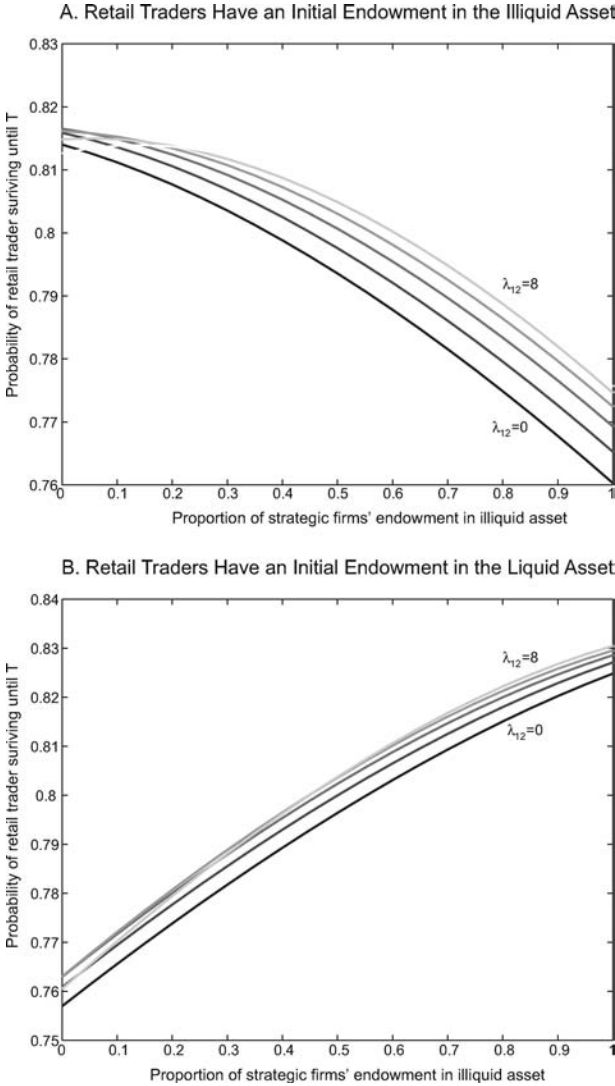 A. Retail Traders Have an Initial Endowment in the Illiquid Asset
0.83
0.82
0.81
0.8
0.79
0.78
0.77
0.76
Probability of retail trader suriving until T
λ12=8
λ12=0
0 0.1 0.2 0.3 0.4 0.5 0.6 0.7 0.8 0.9 1
Proportion of strategic firms' endowment in illiquid asset
B. Retail Traders Have an Initial Endowment in the Liquid Asset
0.84
0.83
0.82
0.81
0.8
0.79
0.78
0.77
0.76
0.75
Probability of retail trader suriving until T
λ12=8
λ12=0
0 0.1 0.2 0.3 0.4 0.5 0.6 0.7 0.8 0.9 1
Proportion of strategic firms' endowment in illiquid asset